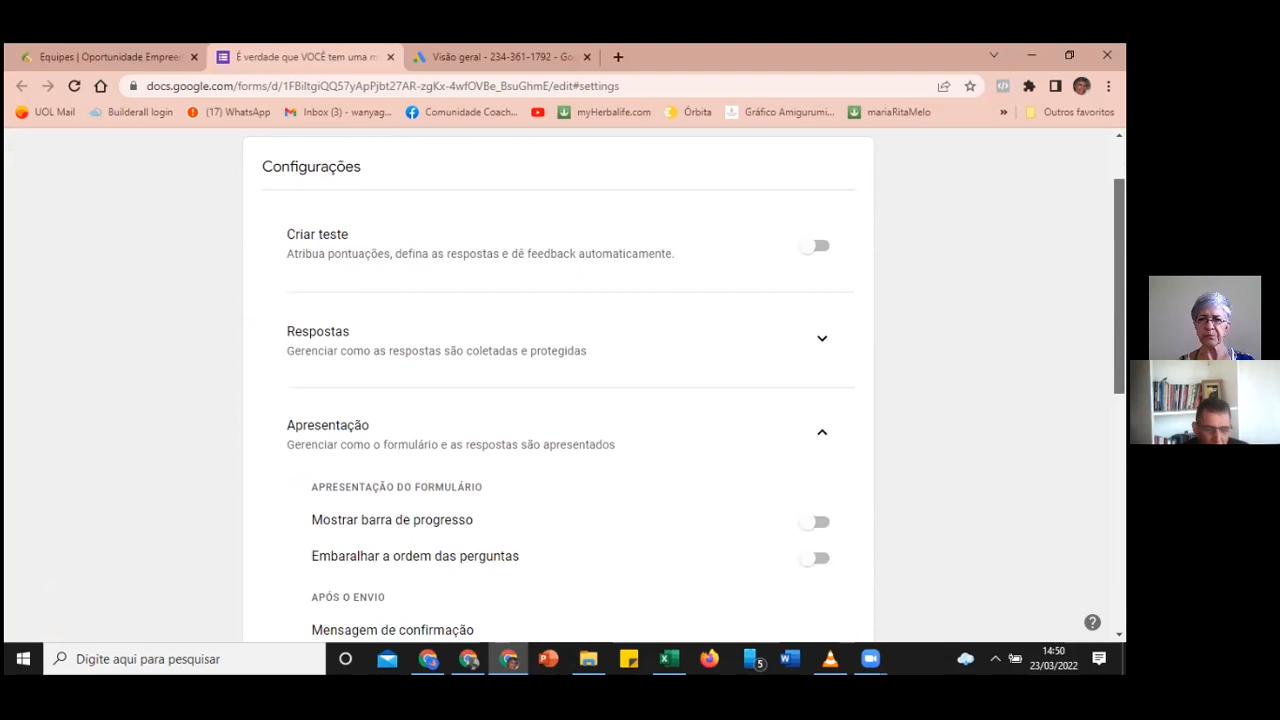 Equipes | Oportunidade Empree
É verdade que VOCÊ tem uma m
Visão geral - 234-361-1792 - Go
docs.google.com/forms/d/1FBiltgiQQ57yApPjbt27AR-zgKx-4wfOVBe_BsuGhmE/edit#settings
UOL Mail
Builderall login
(17) WhatsApp
Inbox (3) - wanyag...
Comunidade Coach...
myHerbalife.com
Órbita
Gráfico Amigurumi...
mariaRitaMelo
»
Outros favoritos
Configurações
Criar teste
Atribua pontuações, defina as respostas e dê feedback automaticamente.
Respostas
Gerenciar como as respostas são coletadas e protegidas
Apresentação
Gerenciar como o formulário e as respostas são apresentados
APRESENTAÇÃO DO FORMULÁRIO
Mostrar barra de progresso
Embaralhar a ordem das perguntas
APÓS O ENVIO
Mensagem de confirmação
Digite aqui para pesquisar
5
14:50
23/03/2022